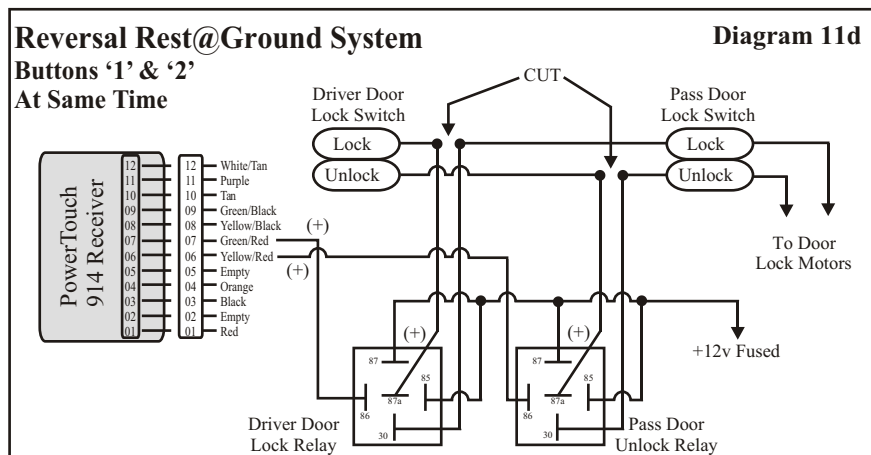 Reversal Rest@Ground System
Buttons ‘1’ & ‘2’
At Same Time
Diagram 11d
CUT
Driver Door
Lock Switch
Pass Door
Lock Switch
Lock
Unlock
Lock
Unlock
PowerTouch
914 Receiver
12 12 White/Tan
11 11 Purple
10 10 Tan
09 09 Green/Black
08 08 Yellow/Black
07 07 Green/Red
06 06 Yellow/Red
05 05 Empty
04 04 Orange
03 03 Black
02 02 Empty
01 01 Red
(+)
(+)
To Door
Lock Motors
(+)
(+)
+12v Fused
87
85
86
87a
30
87
85
86
87a
30
Driver Door
Lock Relay
Pass Door
Unlock Relay